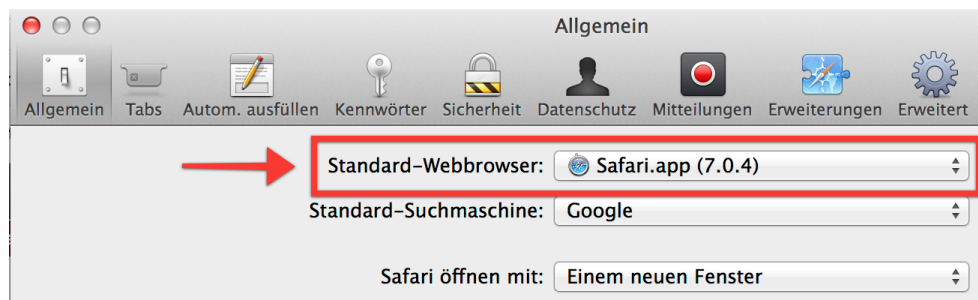 Allgemein
Allgemein Tabs Autom. ausfüllen Kennwörter Sicherheit Datenschutz Mitteilungen Erweiterungen Erweitert
Standard-Webbrowser: Safari.app (7.0.4)
Standard-Suchmaschine: Google
Safari öffnen mit: Einem neuen Fenster